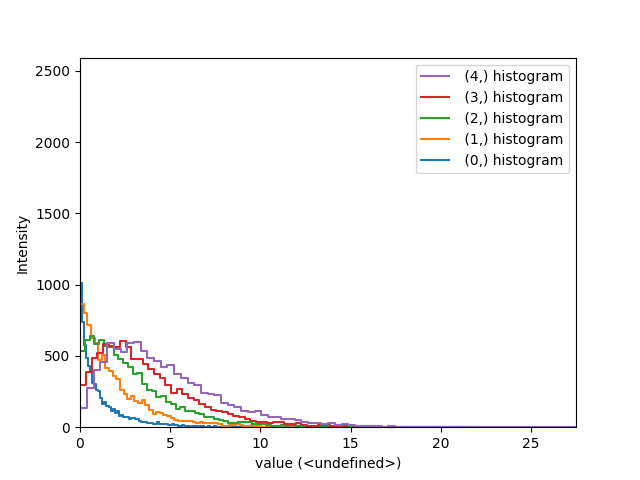 2500
2000
1500
1000
500
0
Intensity
(4,) histogram
(3,) histogram
(2,) histogram
(1,) histogram
(0,) histogram
0 5 10 15 20 25
value (<undefined>)